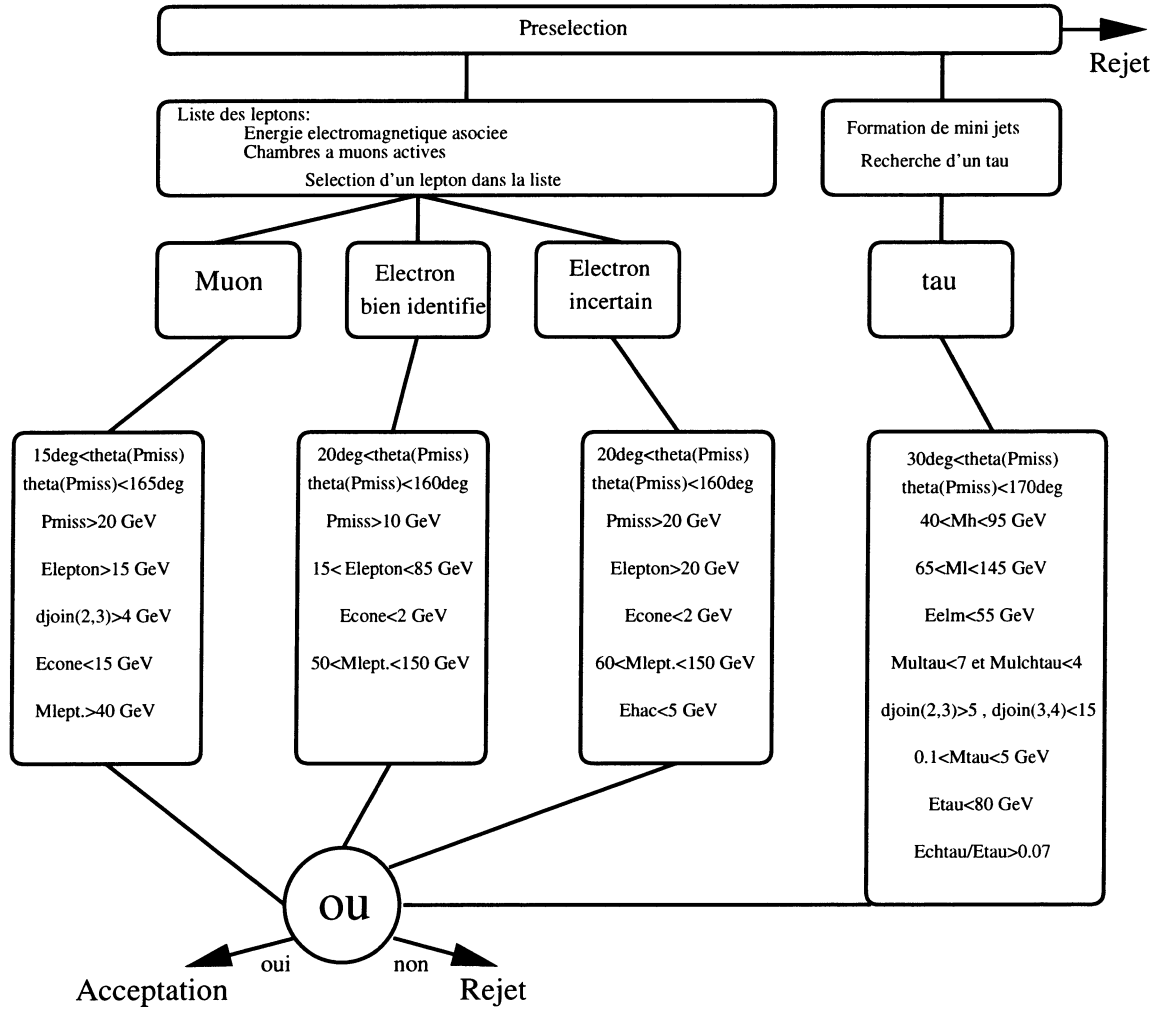 Preselection
Rejet
Liste des leptons:
Energie electromagnetique asociee
Chambres a muons actives
Selection d'un lepton dans la liste
Formation de mini jets
Recherche d'un tau
Muon
Electron
bien identifie
Electron
incertain
tau
15deg<theta(Pmiss)
theta(Pmiss)<165deg
Pmiss>20 GeV
Elepton>15 GeV
djoin(2,3)>4 GeV
Econe<15 GeV
Mlept.>40 GeV
20deg<theta(Pmiss)
theta(Pmiss)<160deg
Pmiss>10 GeV
15< Elepton<85 GeV
Econe<2 GeV
50<Mlept.<150 GeV
20deg<theta(Pmiss)
theta(Pmiss)<160deg
Pmiss>20 GeV
Elepton>20 GeV
Econe<2 GeV
60<Mlept.<150 GeV
Ehac<5 GeV
30deg<theta(Pmiss)
theta(Pmiss)<170deg
40<Mh<95 GeV
65<Ml<145 GeV
Eelm<55 GeV
Multau<7 et Mulchtau<4
djoin(2,3)>5 , djoin(3,4)<15
0.1<Mtau<5 GeV
Etau<80 GeV
Echtau/Etau>0.07
ou
oui
non
Acceptation
Rejet